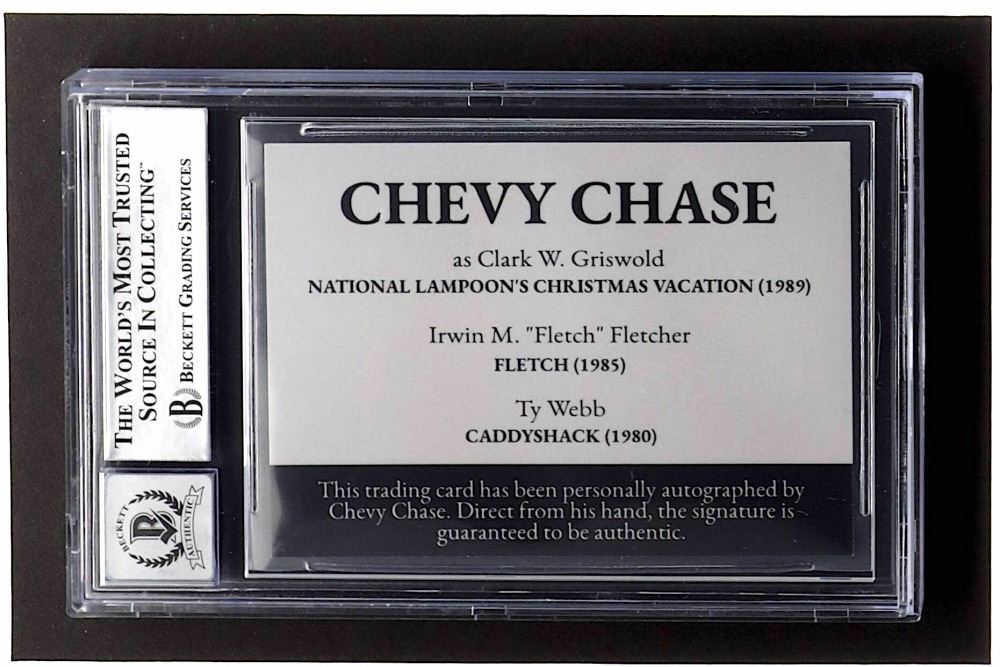 THE WORLD'S MOST TRUSTED
SOURCE IN COLLECTING™
BECKETT GRADING SERVICES
B
BECKETT
B
AUTHENTIC
CHEVY CHASE
as Clark W. Griswold
NATIONAL LAMPOON'S CHRISTMAS VACATION (1989)
Irwin M. "Fletch" Fletcher
FLETCH (1985)
Ty Webb
CADDYSHACK (1980)
This trading card has been personally autographed by
Chevy Chase. Direct from his hand, the signature is
guaranteed to be authentic.